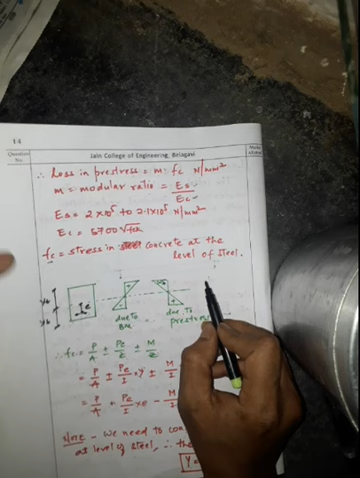 14
Question No.
Jain College of Engineering, Belagavi
Marks
∴ Loss in prestress = m. fc N/mm²
m = modular ratio = Es/Ec
Es = 2 × 10⁵ to 2.1×10⁵ N/mm²
Ec = 5700√fck
fc = stress in concrete at the
level of steel.
due to
BM
due to
prestress
∴ fc = P/A ± Pe/Z ± M/Z
= P/A ± Pe/I × y ± M/I
= P/A + Pe/I × e - M/I
Note - we need to
at level of steel, ∴ the